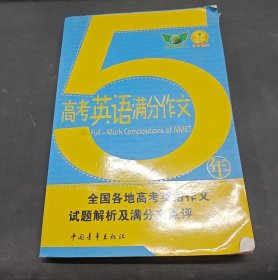 5年
高考英语满分作文
Full-Mark Compositions of NMET
全国各地高考英语作文
试题解析及满分 点评
中国青年出版社